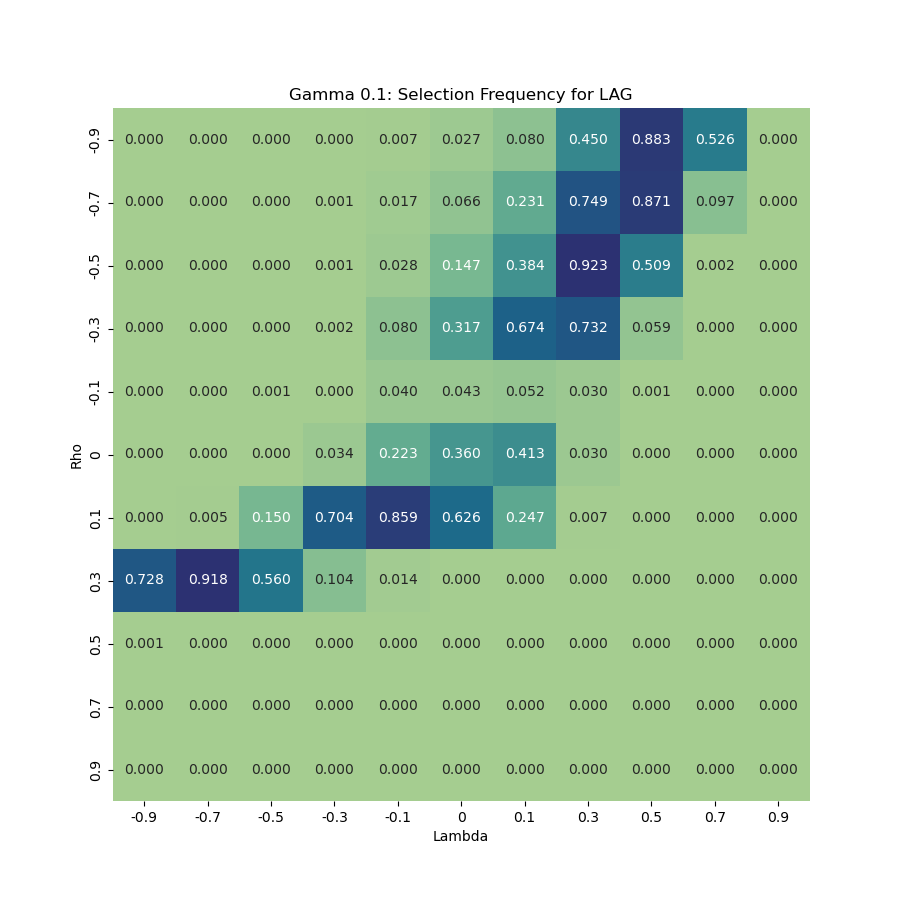 Gamma 0.1: Selection Frequency for LAG
-0.9 0.000 0.000 0.000 0.000 0.007 0.027 0.080 0.450 0.883 0.526 0.000
-0.7 0.000 0.000 0.000 0.001 0.017 0.066 0.231 0.749 0.871 0.097 0.000
-0.5 0.000 0.000 0.000 0.001 0.028 0.147 0.384 0.923 0.509 0.002 0.000
-0.3 0.000 0.000 0.000 0.002 0.080 0.317 0.674 0.732 0.059 0.000 0.000
-0.1 0.000 0.000 0.001 0.000 0.040 0.043 0.052 0.030 0.001 0.000 0.000
Rho
0 0.000 0.000 0.000 0.034 0.223 0.360 0.413 0.030 0.000 0.000 0.000
0.1 0.000 0.005 0.150 0.704 0.859 0.626 0.247 0.007 0.000 0.000 0.000
0.3 0.728 0.918 0.560 0.104 0.014 0.000 0.000 0.000 0.000 0.000 0.000
0.5 0.001 0.000 0.000 0.000 0.000 0.000 0.000 0.000 0.000 0.000 0.000
0.7 0.000 0.000 0.000 0.000 0.000 0.000 0.000 0.000 0.000 0.000 0.000
0.9 0.000 0.000 0.000 0.000 0.000 0.000 0.000 0.000 0.000 0.000 0.000
-0.9 -0.7 -0.5 -0.3 -0.1 0 0.1 0.3 0.5 0.7 0.9
Lambda